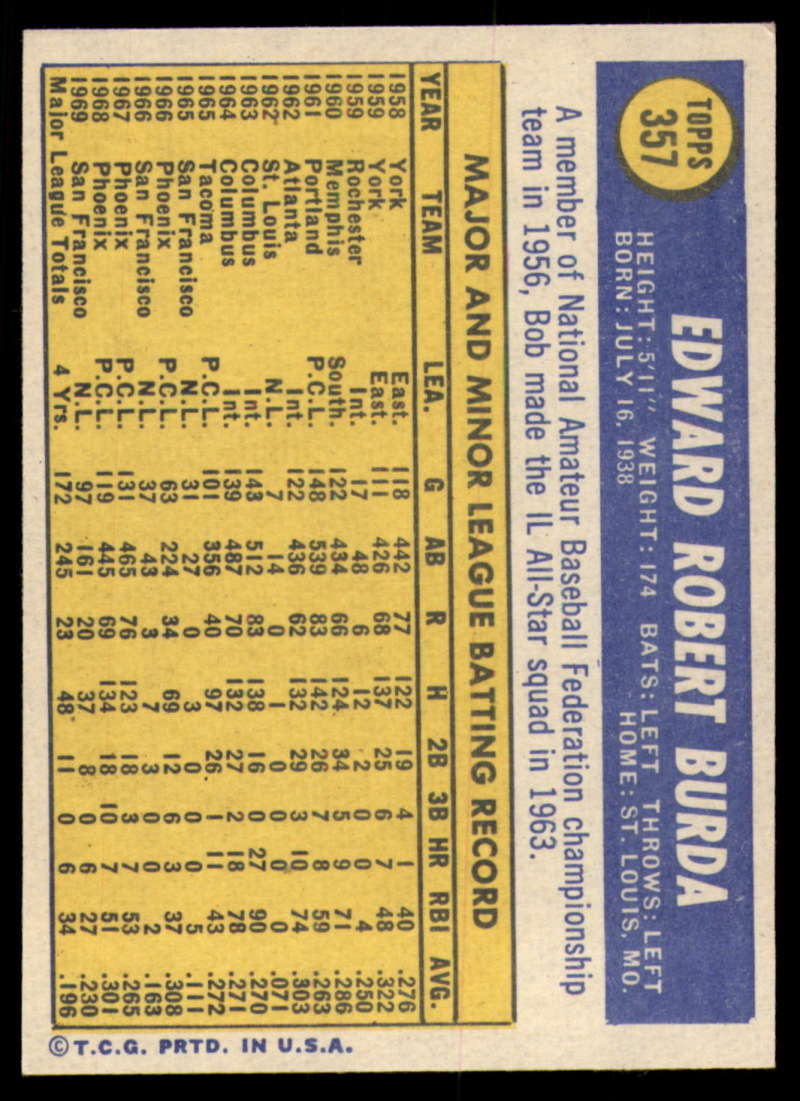 TOPPS
357
EDWARD ROBERT BURDA
HEIGHT: 5'11" WEIGHT: 174 BATS: LEFT THROWS: LEFT
BORN: JULY 16, 1938 HOME: ST. LOUIS, MO.
A member of National Amateur Baseball Federation championship
team in 1956, Bob made the IL All-Star squad in 1963.
MAJOR AND MINOR LEAGUE BATTING RECORD
YEAR TEAM LEA. G AB R H 2B 3B HR RBI AVG.
1958 York East. 118 442 77 122 19 4 1 40 .276
1959 York East. 111 426 68 137 25 6 7 48 .322
1959 Rochester Int. 17 48 6 12 2 0 0 4 .250
1960 Memphis South. 122 434 66 124 34 5 9 71 .286
1961 Portland P.C.L. 148 539 83 142 26 7 8 59 .263
1962 Atlanta Int. 122 436 62 132 29 3 10 74 .303
1962 St. Louis N.L. 7 14 0 1 0 0 0 0 .071
1963 Columbus Int. 143 512 83 138 16 0 27 90 .270
1964 Columbus Int. 139 487 70 132 27 2 18 78 .271
1965 Tacoma P.C.L. 101 356 40 97 26 1 11 43 .272
1965 San Francisco N.L. 31 27 0 3 0 0 0 5 .111
1966 Phoenix P.C.L. 63 224 34 69 12 6 3 37 .308
1966 San Francisco N.L. 37 43 3 7 3 0 0 2 .163
1967 Phoenix P.C.L. 131 465 76 123 18 3 7 53 .265
1968 Phoenix P.C.L. 119 445 69 134 18 10 7 51 .301
1969 San Francisco N.L. 97 161 20 37 8 0 6 27 .230
Major League Totals 4 Yrs. 172 245 23 48 11 0 6 34 .196
© T.C.G. PRTD. IN U.S.A.